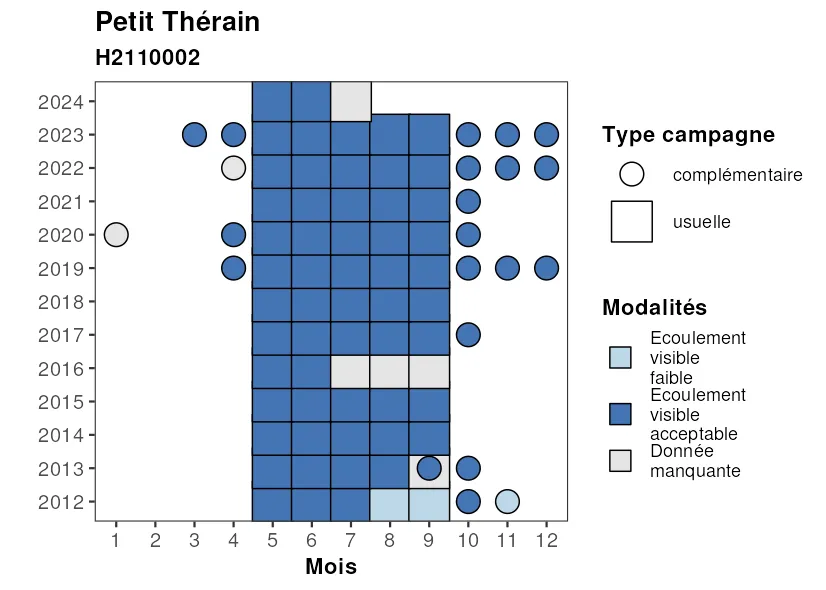 Petit Thérain
H2110002
2024
2023
2022
2021
2020
2019
2018
2017
2016
2015
2014
2013
2012
1 2 3 4 5 6 7 8 9 10 11 12
Mois
Type campagne
complémentaire
usuelle
Modalités
Ecoulement
visible
faible
Ecoulement
visible
acceptable
Donnée
manquante